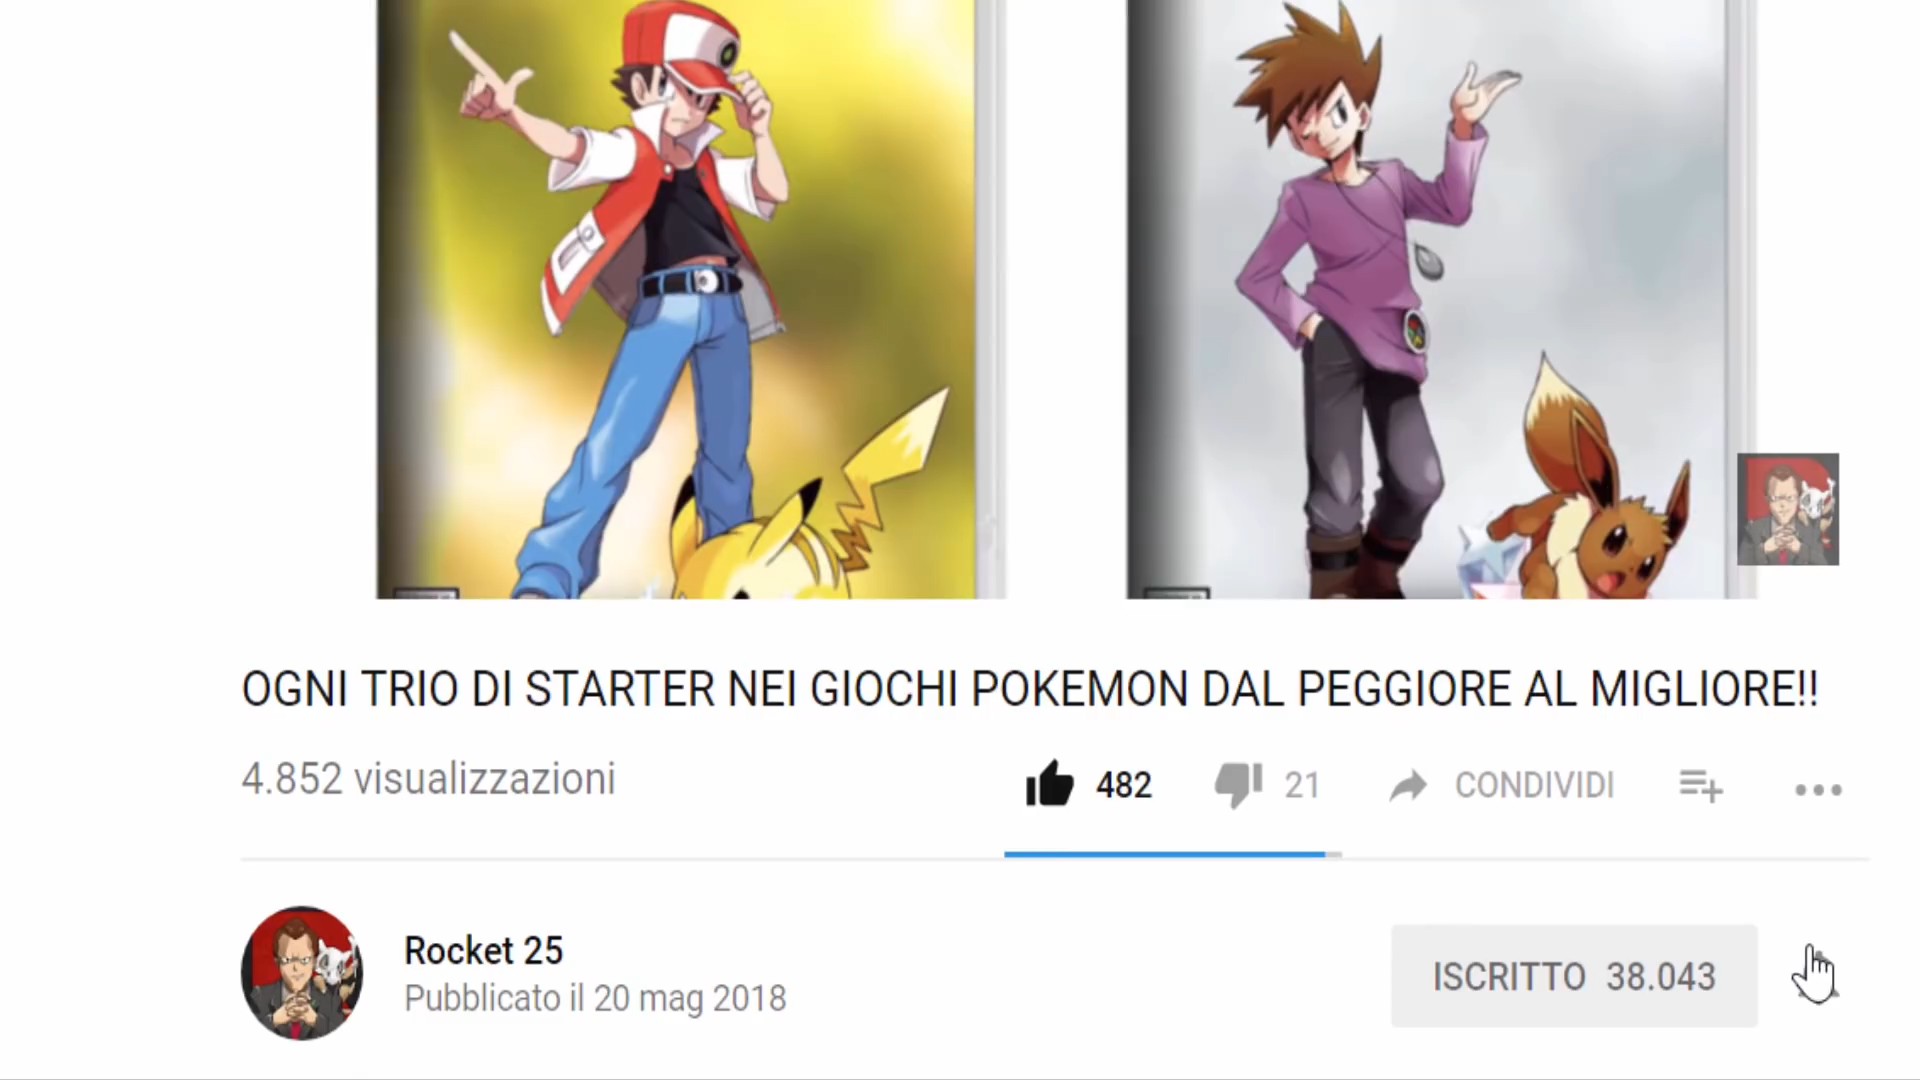 OGNI TRIO DI STARTER NEI GIOCHI POKEMON DAL PEGGIORE AL MIGLIORE!!
4.852 visualizzazioni
482
21
CONDIVIDI
Rocket 25
Pubblicato il 20 mag 2018
ISCRITTO 38.043